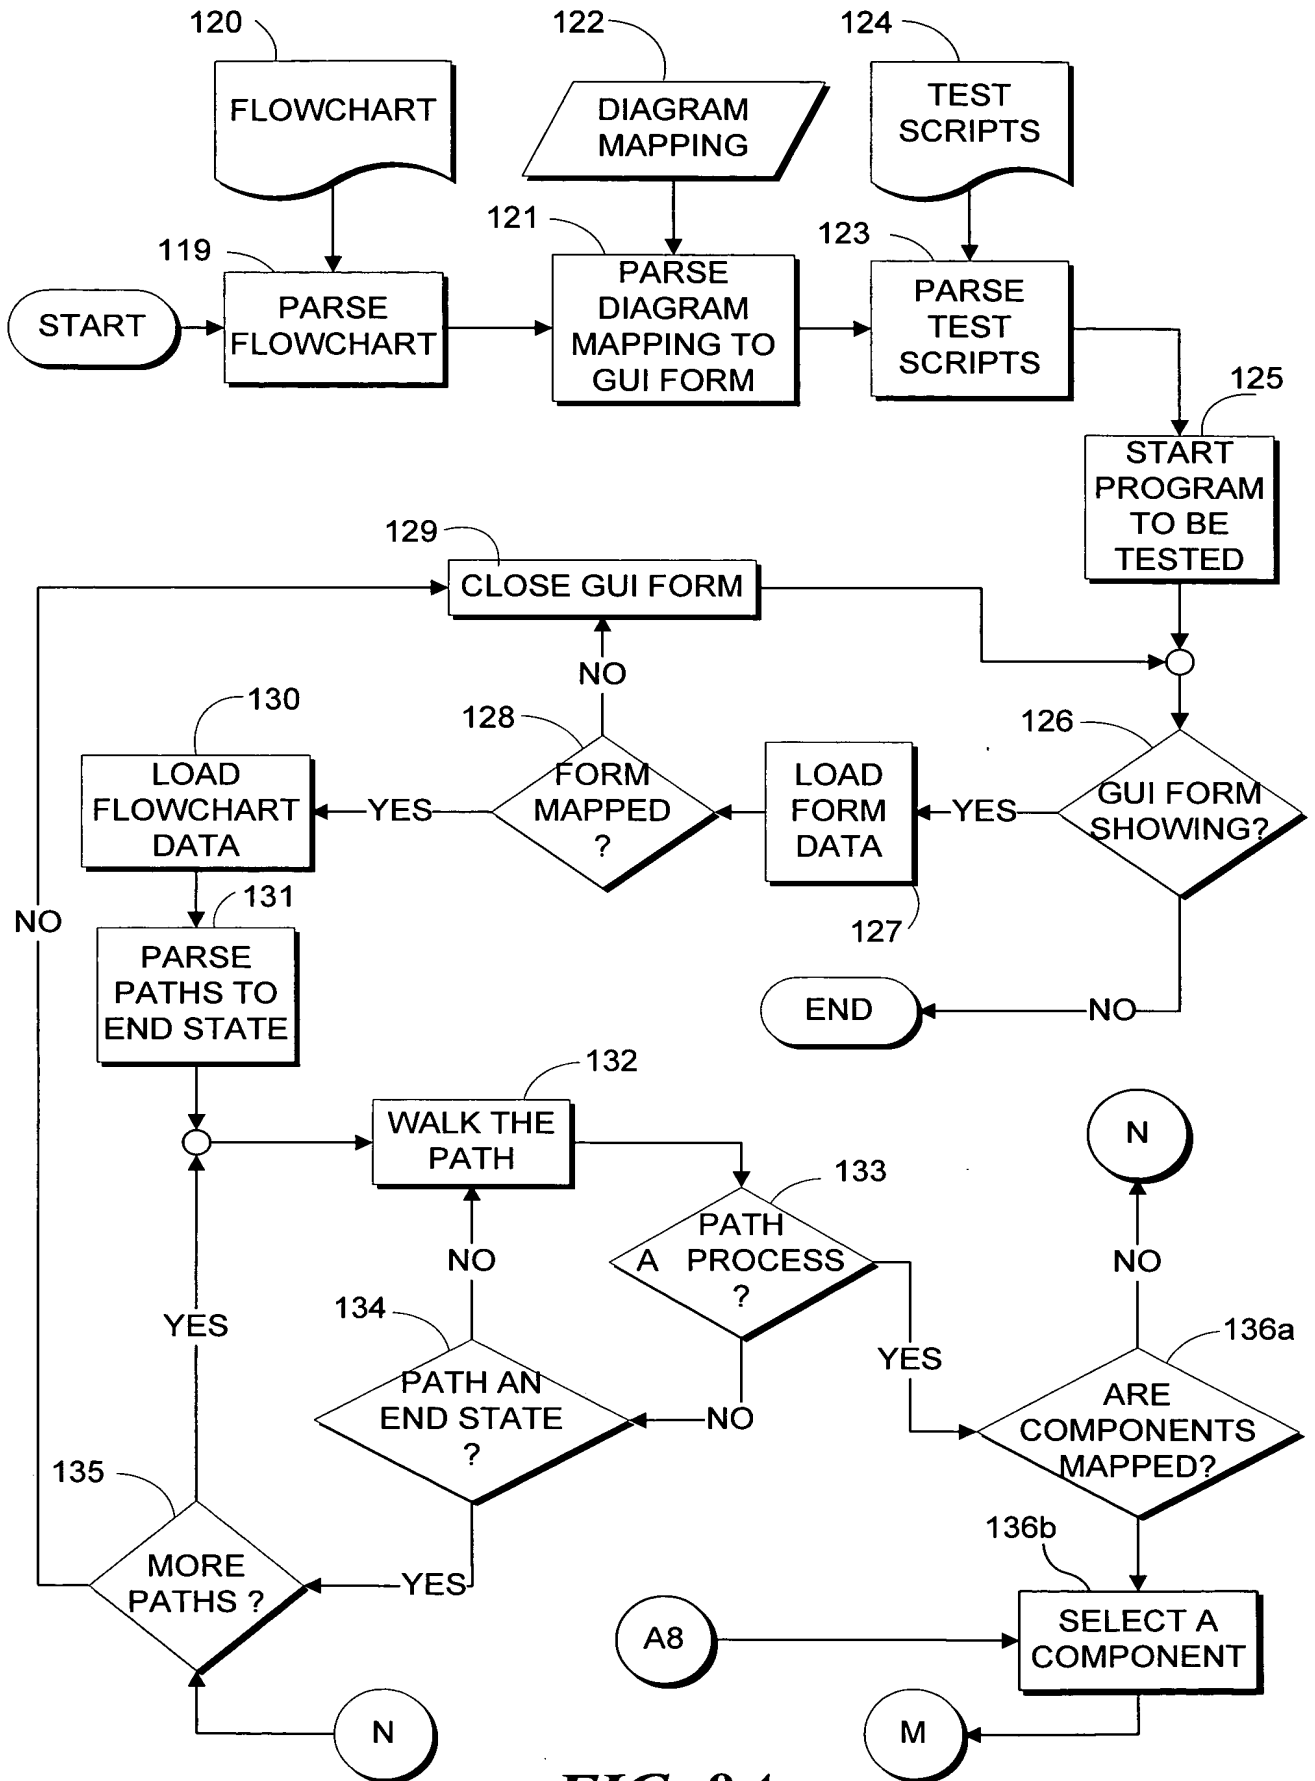 120
122
124
FLOWCHART
DIAGRAM
MAPPING
TEST
SCRIPTS
119
121
123
START
PARSE
FLOWCHART
PARSE
DIAGRAM
MAPPING TO
GUI FORM
PARSE
TEST
SCRIPTS
125
START
PROGRAM
TO BE
TESTED
129
CLOSE GUI FORM
NO
130
128
126
LOAD
FLOWCHART
DATA
YES
FORM
MAPPED
?
LOAD
FORM
DATA
YES
GUI FORM
SHOWING?
131
NO
127
PARSE
PATHS TO
END STATE
END
NO
132
WALK THE
PATH
N
133
PATH
A PROCESS
?
NO
NO
134
YES
136a
YES
PATH AN
END STATE
?
NO
ARE
COMPONENTS
MAPPED?
135
136b
MORE
PATHS ?
YES
A8
SELECT A
COMPONENT
N
M